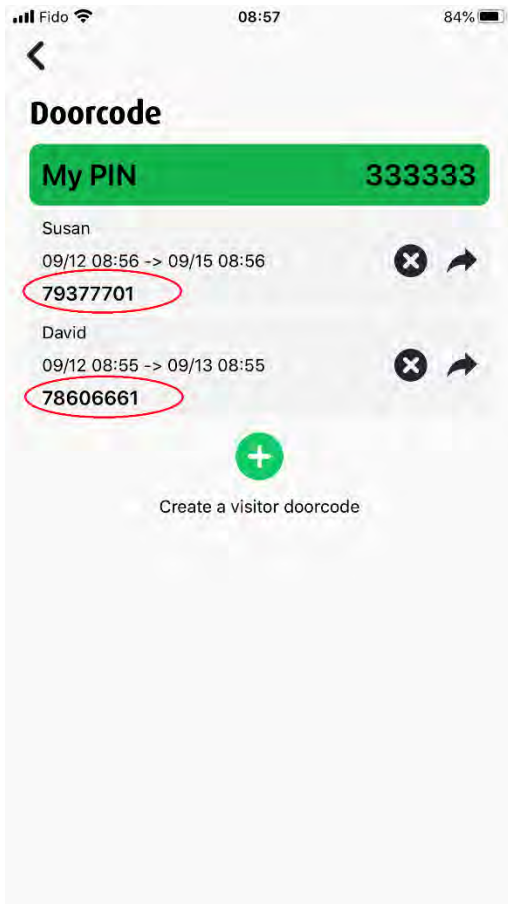 Fido 08:57 84%
Doorcode
My PIN 333333
Susan
09/12 08:56 -> 09/15 08:56
79377701
David
09/12 08:55 -> 09/13 08:55
78606661
Create a visitor doorcode